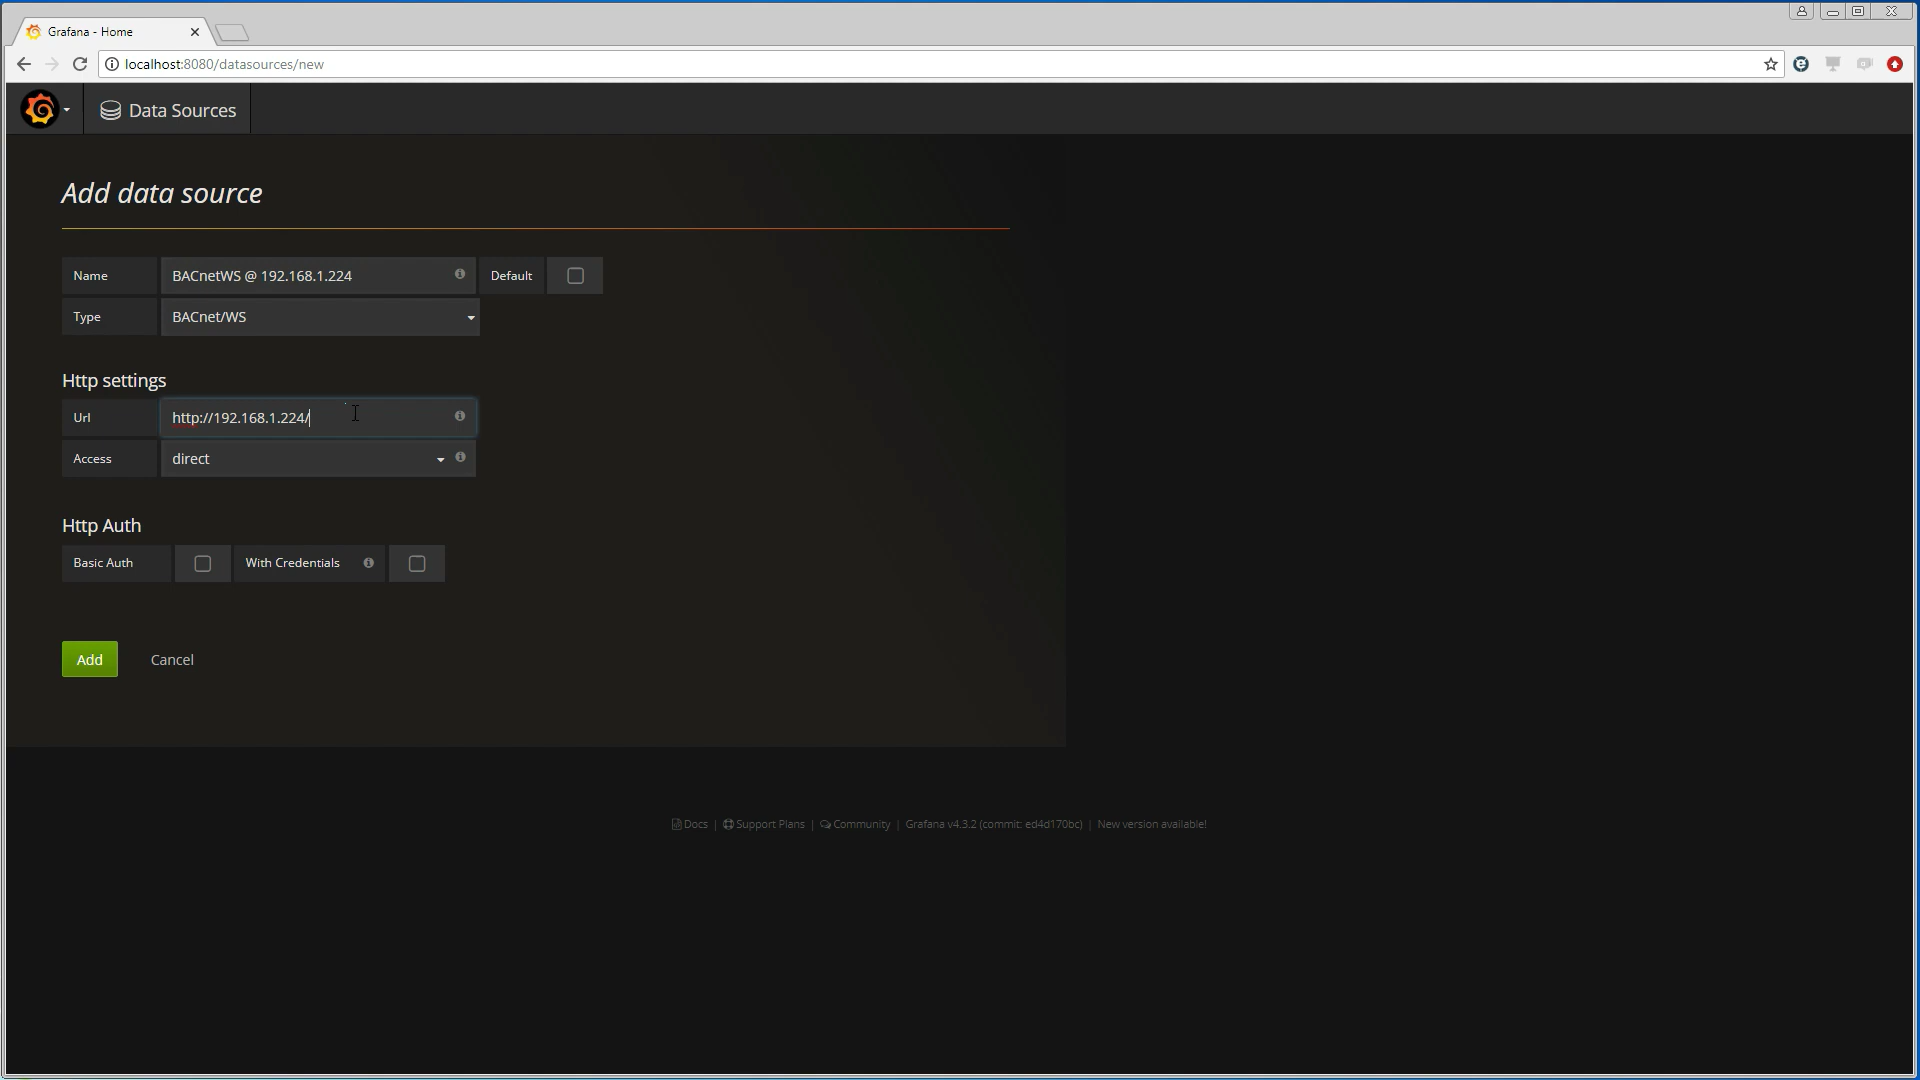 Grafana - Home
localhost:8080/datasources/new
Data Sources
Add data source
Name BACnetWS @ 192.168.1.224 Default
Type BACnet/WS
Http settings
Url http://192.168.1.224/
Access direct
Http Auth
Basic Auth With Credentials
Add Cancel
Docs | Support Plans | Community | Grafana v4.3.2 (commit: ed4d170bc) | New version available!